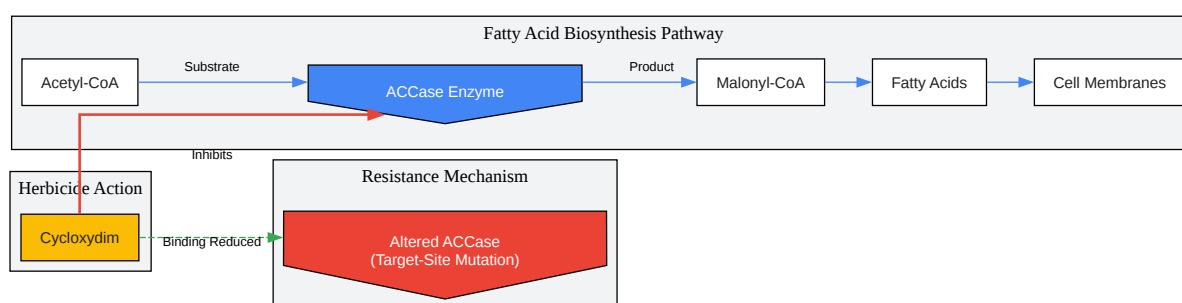 Fatty Acid Biosynthesis Pathway
Acetyl-CoA
Substrate
ACCase Enzyme
Product
Malonyl-CoA
Fatty Acids
Cell Membranes
Inhibits
Herbicide Action
Cycloxydim
Binding Reduced
Resistance Mechanism
Altered ACCase
(Target-Site Mutation)